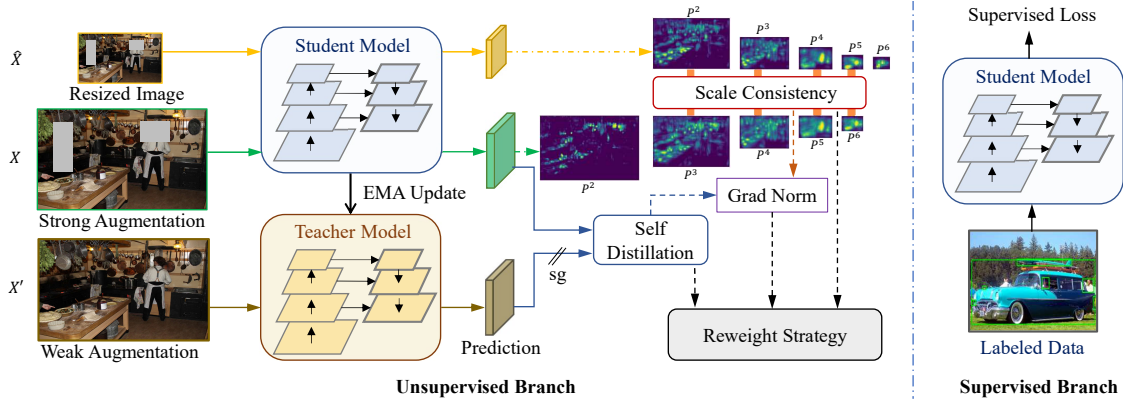 X̂
Resized Image
Student Model
P²
P³
P⁴
P⁵
P⁶
Scale Consistency
X
Strong Augmentation
P²
P³
P⁴
P⁵
P⁶
EMA Update
Grad Norm
Self
Distillation
sg
X′
Weak Augmentation
Teacher Model
Prediction
Reweight Strategy
Unsupervised Branch
Supervised Loss
Student Model
Labeled Data
Supervised Branch